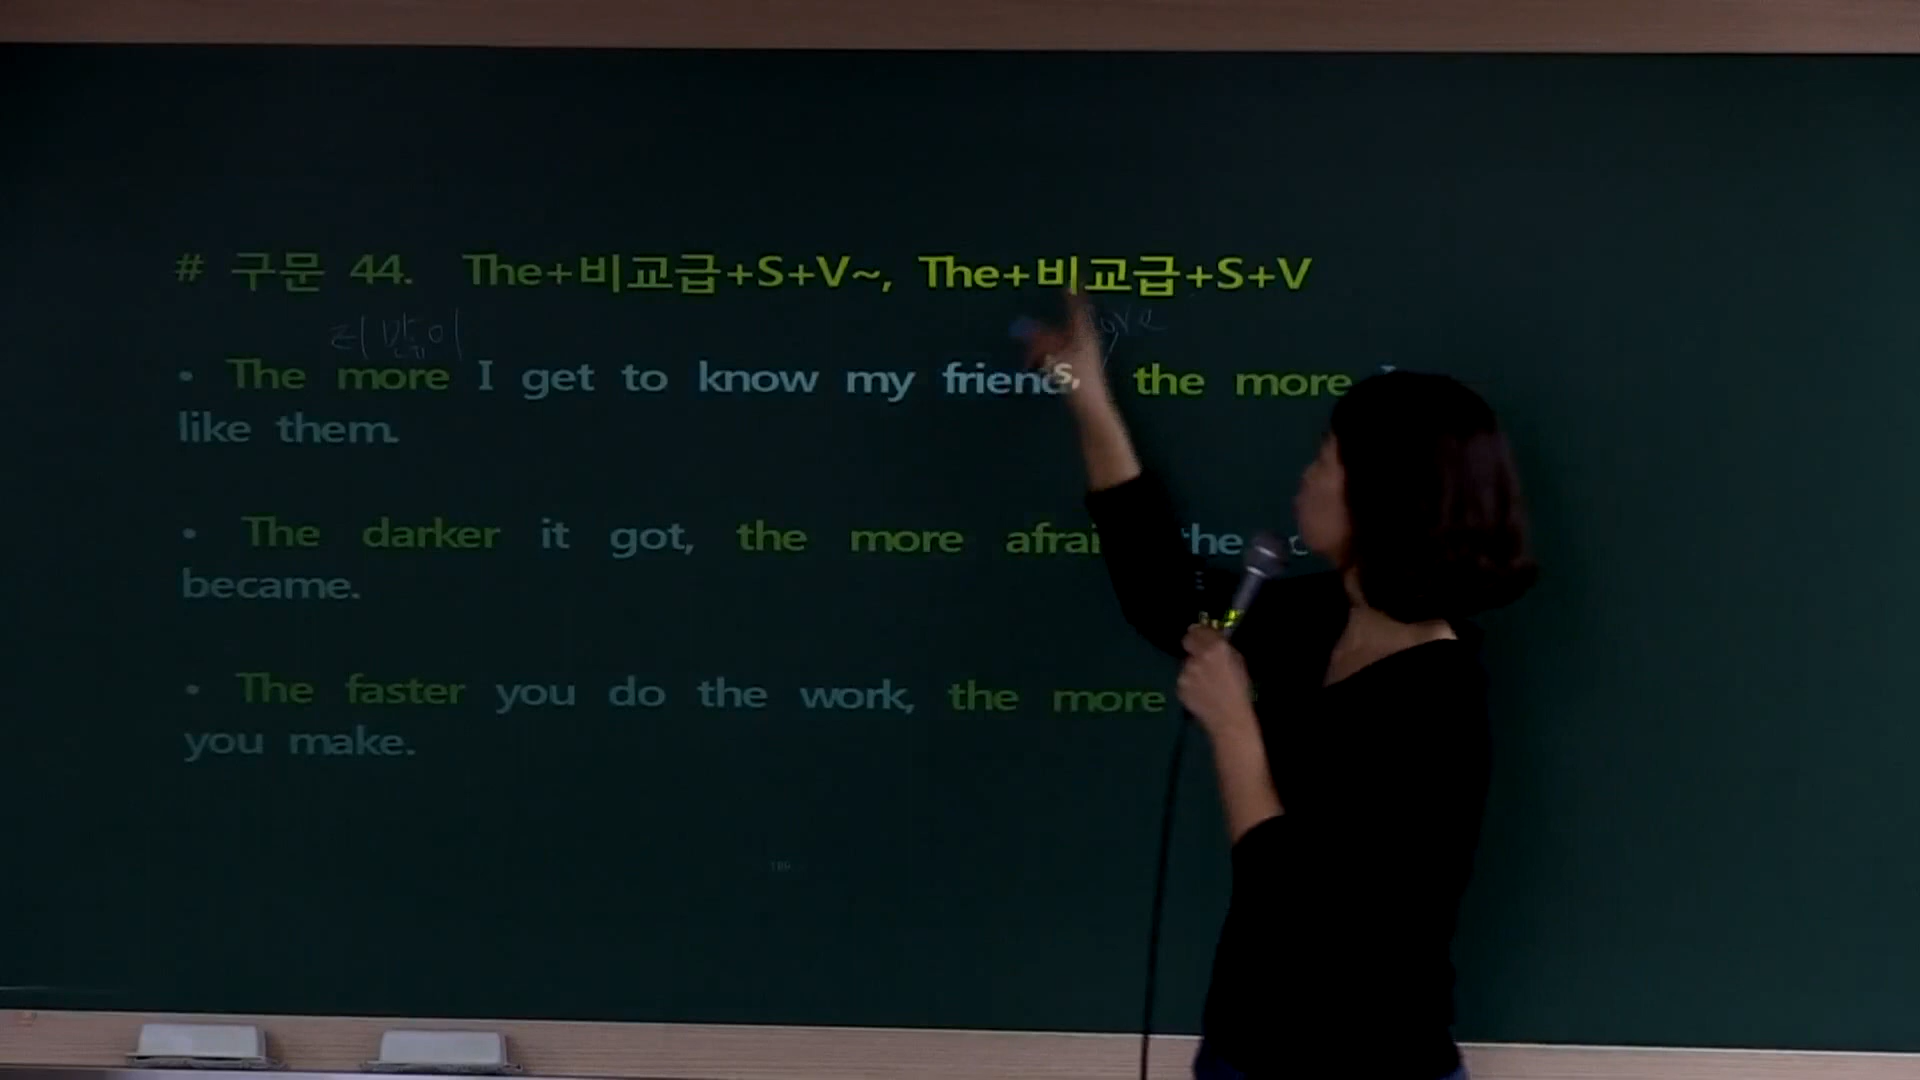 # 구문 44. The+비교급+S+V~, The+비교급+S+V
더 많이
• The more I get to know my friends, the more I
like them.
• The darker it got, the more the
became.
• The faster you do the work, the more
you make.